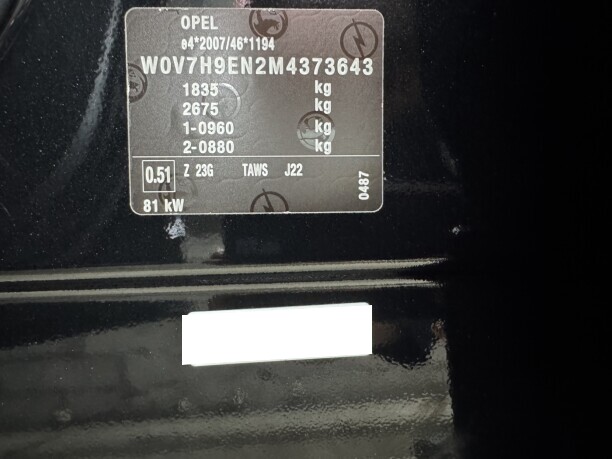 OPEL
e4*2007/46*1194
W0V7H9EN2M4373643
1835 kg
2675 kg
1-0960 kg
2-0880 kg
0.51 Z 23G TAWS J22
81 kW
0487